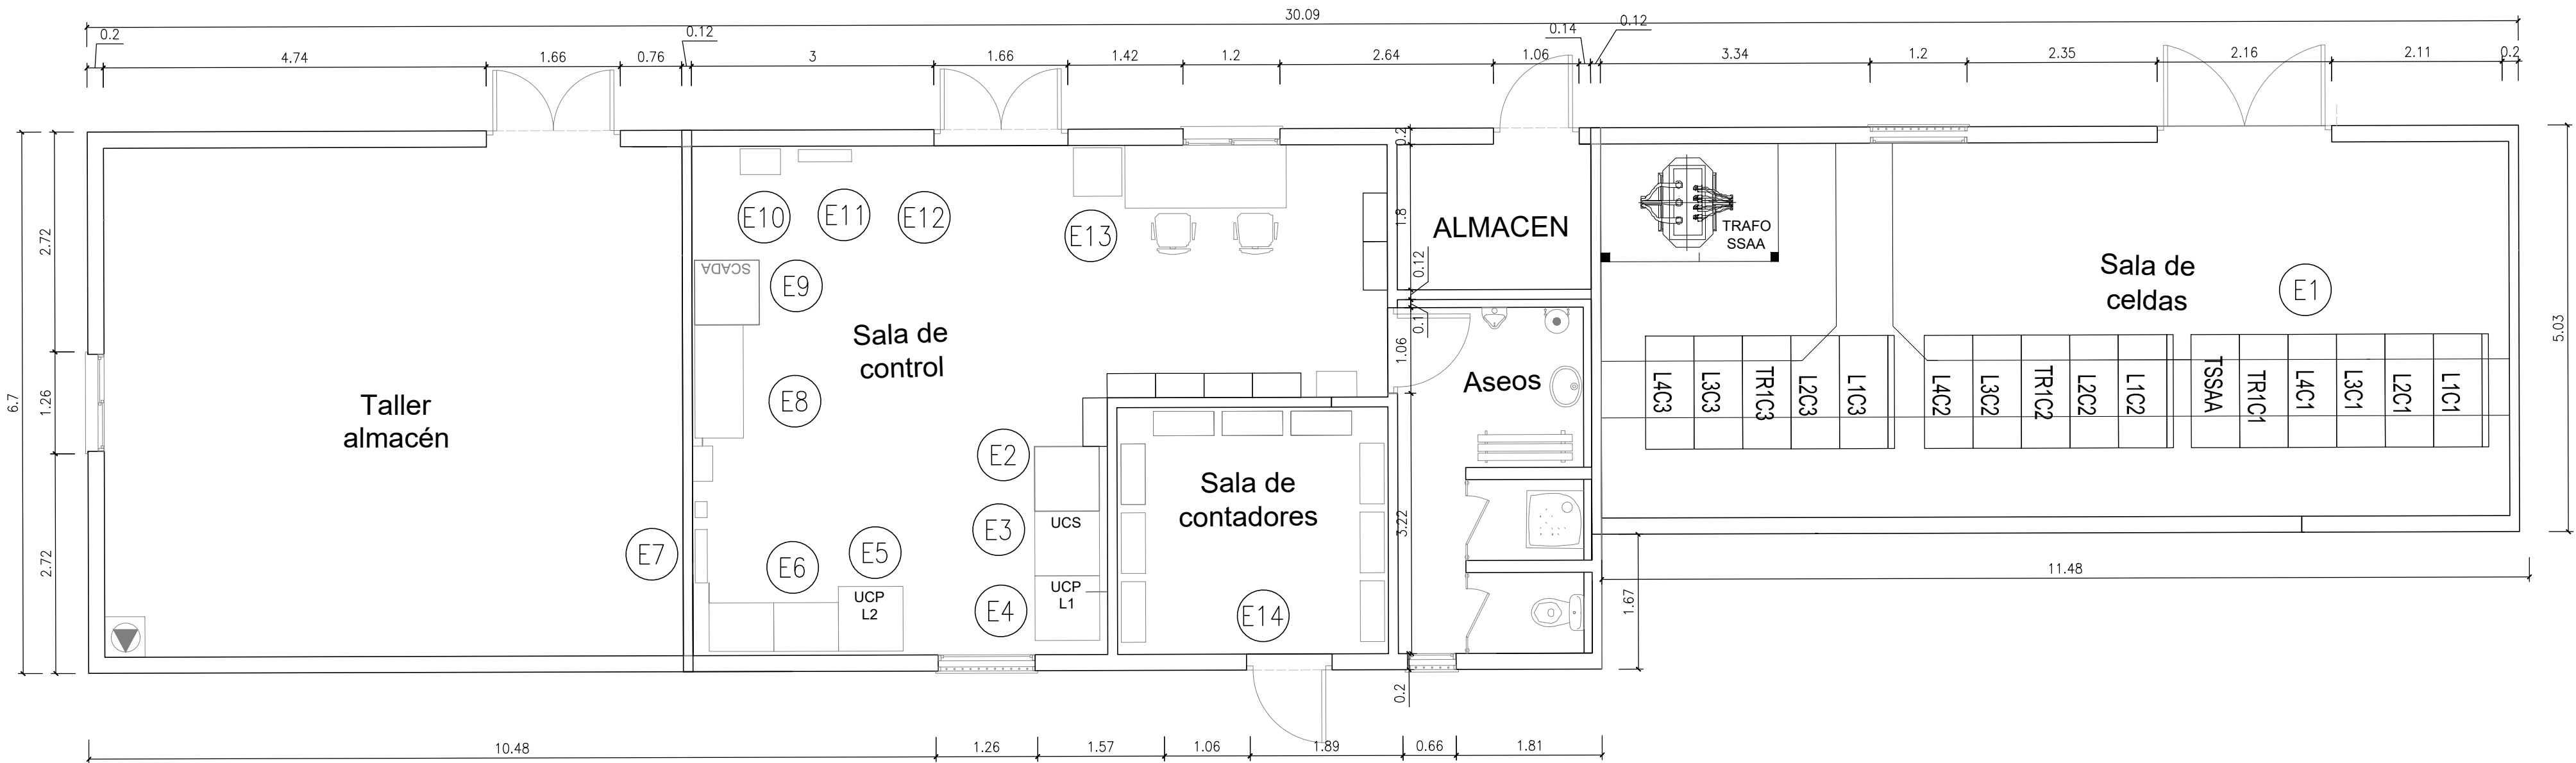 30.09
0.2
0.12
0.14
0.12
4.74
1.66
0.76
3
1.66
1.42
1.2
2.64
1.06
3.34
1.2
2.35
2.16
2.11
0.2
6.7
2.72
1.26
2.72
Taller
almacén
E10
E11
E12
E13
SCADA
E9
Sala de
control
E8
E2
E3
UCS
E4
UCP
L1
E5
UCP
L2
E6
E7
Sala de
contadores
E14
0.2
1.8
ALMACEN
0.12
0.1
1.06
Aseos
3.22
0.2
TRAFO
SSAA
Sala de
celdas
E1
L4C3
L3C3
TR1C3
L2C3
L1C3
L4C2
L3C2
TR1C2
L2C2
L1C2
TSSAA
TR1C1
L4C1
L3C1
L2C1
L1C1
5.03
1.67
11.48
10.48
1.26
1.57
1.06
1.89
0.66
1.81